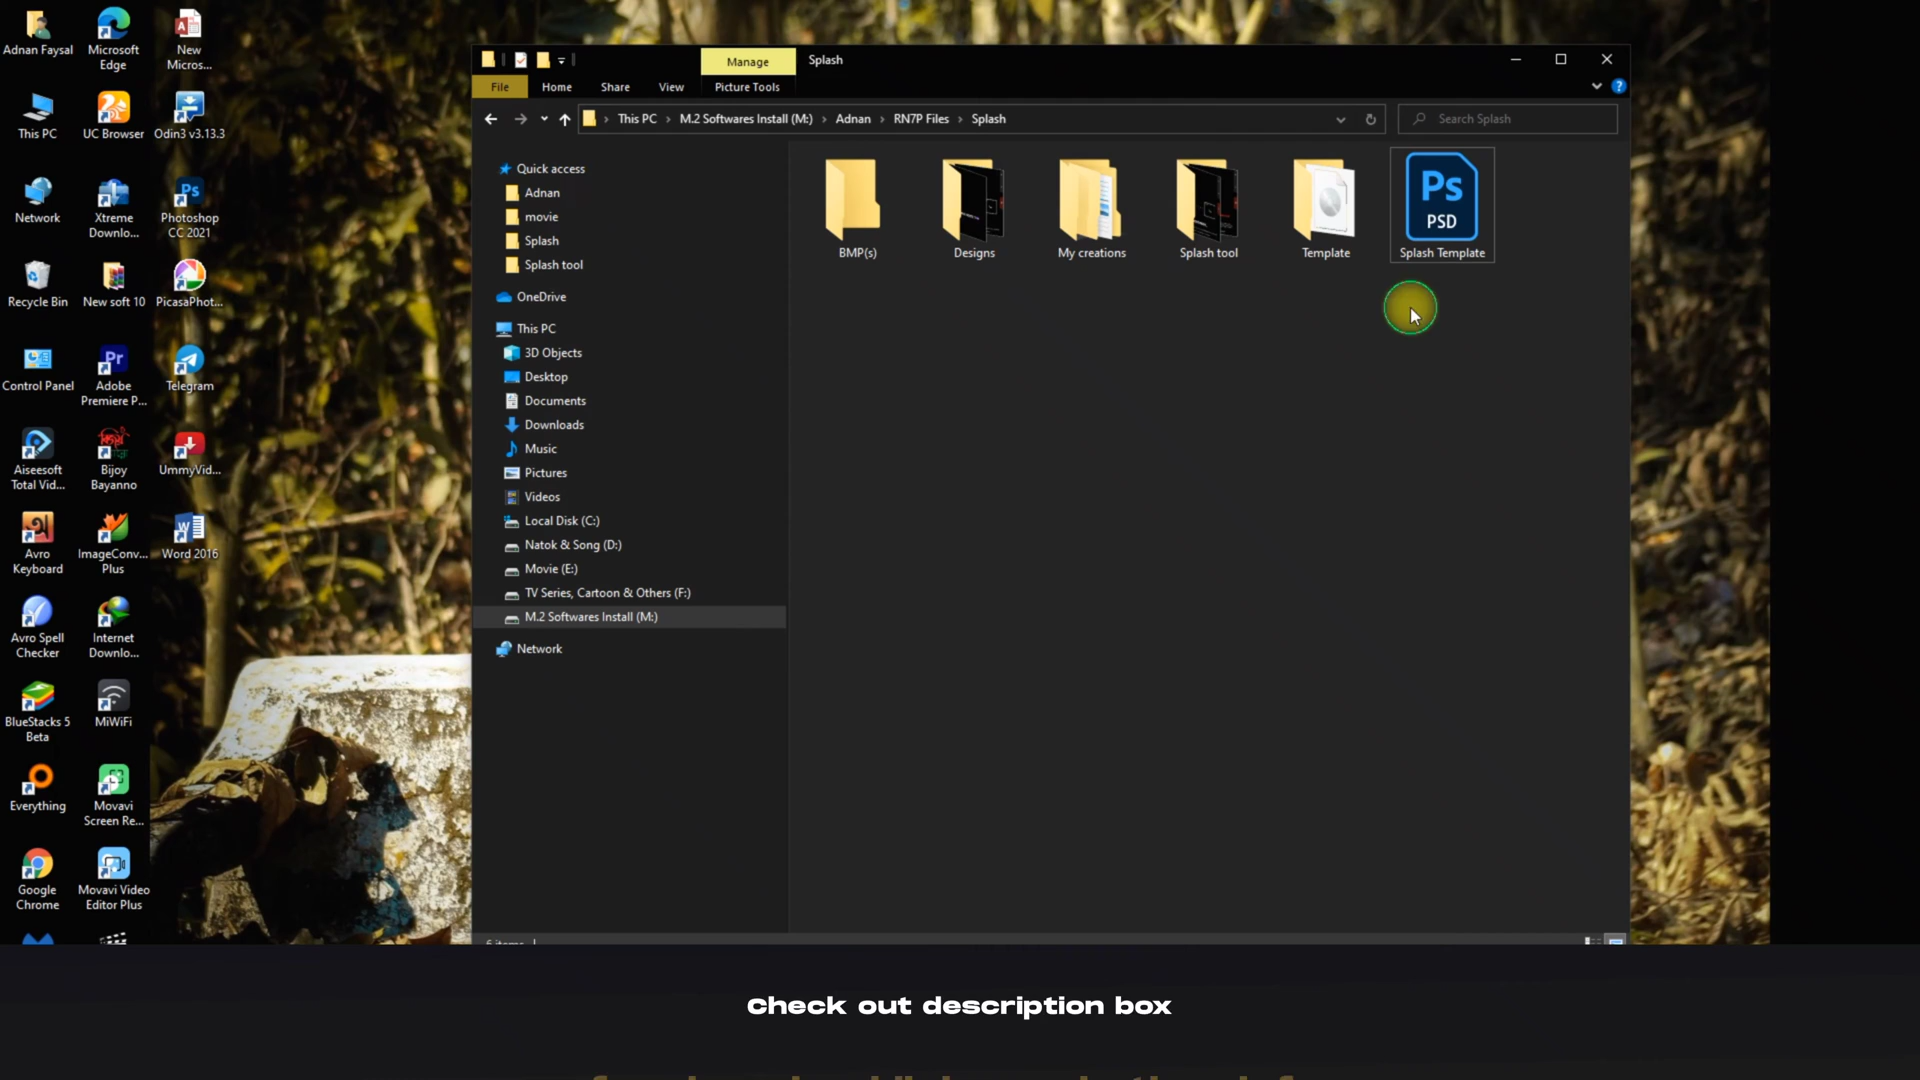 Adnan Faysal
Microsoft
Edge
New
Micros...
This PC
UC Browser
Odin3 v3.13.3
Network
Xtreme
Downlo...
Ps
Photoshop
CC 2021
Recycle Bin
New soft 10
PicasaPhot...
Control Panel
Pr
Adobe
Premiere P...
Telegram
Aiseesoft
Total Vid...
Bijoy
Bayanno
UmmyVid...
Avro
Keyboard
ImageConv...
Plus
Word 2016
Avro Spell
Checker
Internet
Downlo...
BlueStacks 5
Beta
MiWiFi
Everything
Movavi
Screen Re...
Google
Chrome
Movavi Video
Editor Plus
Manage
Splash
File
Home
Share
View
Picture Tools
This PC > M.2 Softwares Install (M:) > Adnan > RN7P Files > Splash
Search Splash
Quick access
Adnan
movie
Splash
Splash tool
OneDrive
This PC
3D Objects
Desktop
Documents
Downloads
Music
Pictures
Videos
Local Disk (C:)
Natok & Song (D:)
Movie (E:)
TV Series, Cartoon & Others (F:)
M.2 Softwares Install (M:)
Network
BMP(s)
Designs
My creations
Splash tool
Template
Ps
PSD
Splash Template
6 items
Check out description box